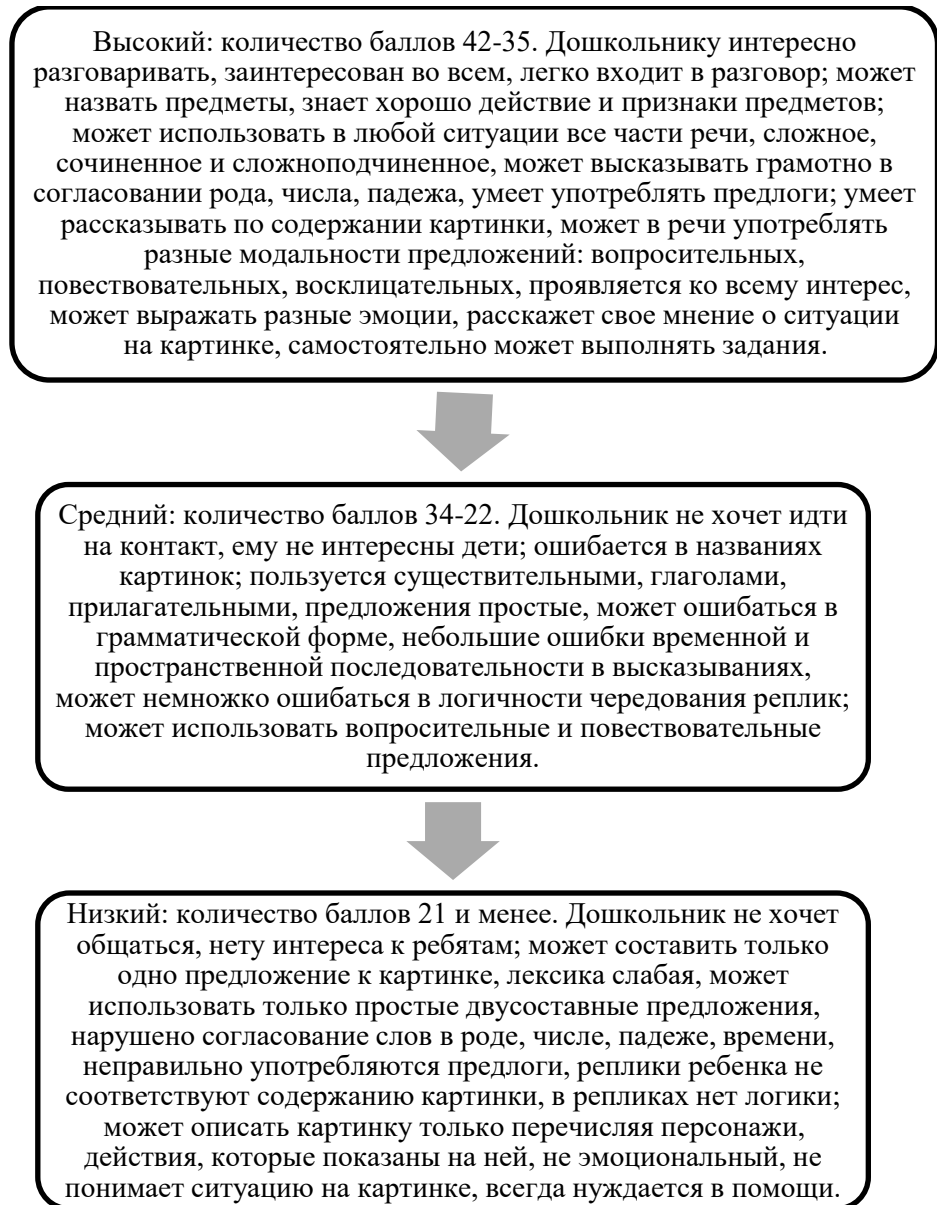 Высокий: количество баллов 42-35. Дошкольнику интересно
разговаривать, заинтересован во всем, легко входит в разговор; может
назвать предметы, знает хорошо действие и признаки предметов;
может использовать в любой ситуации все части речи, сложное,
сочиненное и сложноподчиненное, может высказывать грамотно в
согласовании рода, числа, падежа, умеет употреблять предлоги; умеет
рассказывать по содержании картинки, может в речи употреблять
разные модальности предложений: вопросительных,
повествовательных, восклицательных, проявляется ко всему интерес,
может выражать разные эмоции, расскажет свое мнение о ситуации
на картинке, самостоятельно может выполнять задания.
Средний: количество баллов 34-22. Дошкольник не хочет идти
на контакт, ему не интересны дети; ошибается в названиях
картинок; пользуется существительными, глаголами,
прилагательными, предложения простые, может ошибаться в
грамматической форме, небольшие ошибки временной и
пространственной последовательности в высказываниях,
может немножко ошибаться в логичности чередования реплик;
может использовать вопросительные и повествовательные
предложения.
Низкий: количество баллов 21 и менее. Дошкольник не хочет
общаться, нету интереса к ребятам; может составить только
одно предложение к картинке, лексика слабая, может
использовать только простые двусоставные предложения,
нарушено согласование слов в роде, числе, падеже, времени,
неправильно употребляются предлоги, реплики ребенка не
соответствуют содержанию картинки, в репликах нет логики;
может описать картинку только перечисляя персонажи,
действия, которые показаны на ней, не эмоциональный, не
понимает ситуацию на картинке, всегда нуждается в помощи.